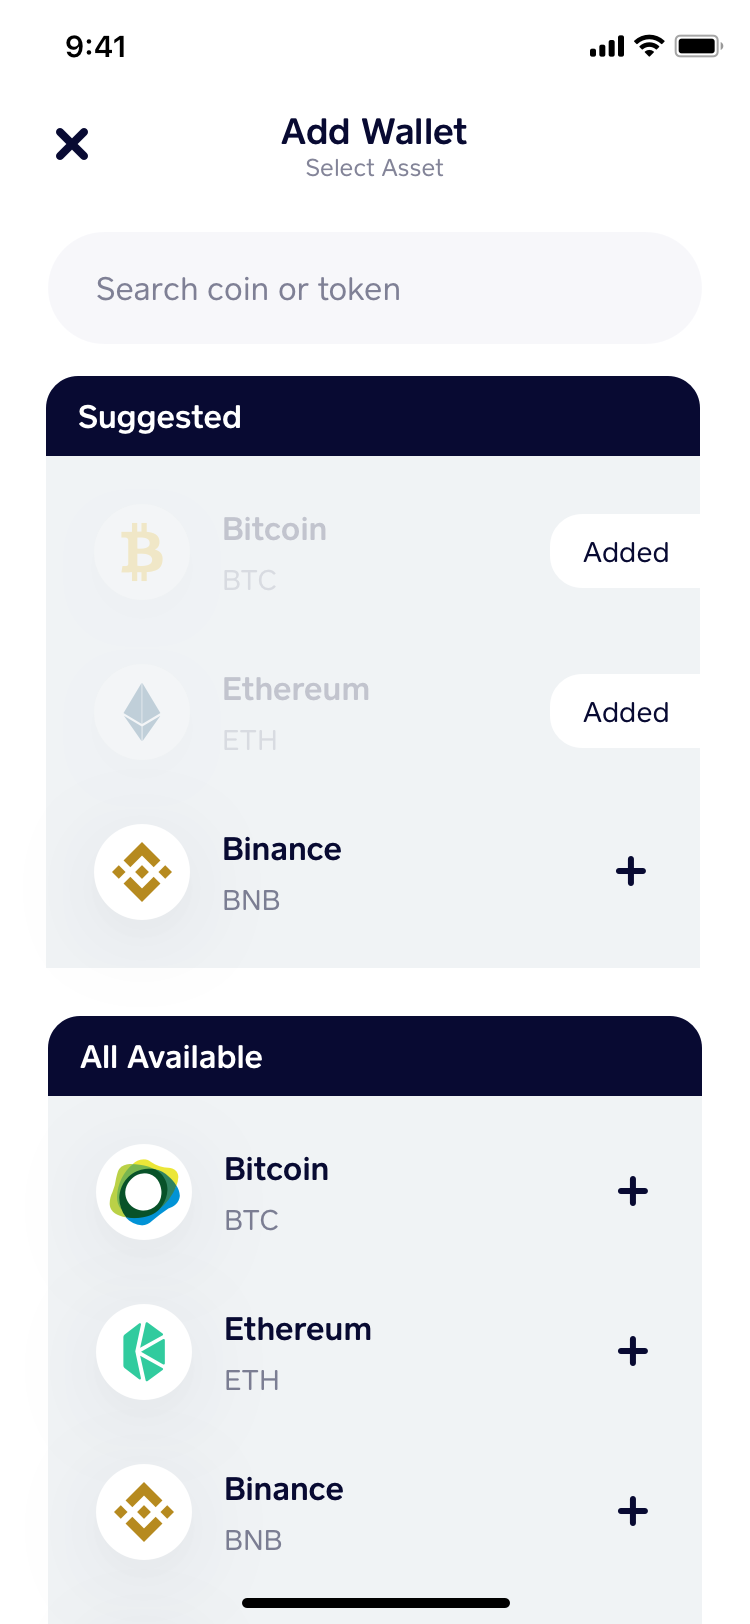 9:41
Add Wallet
Select Asset
Search coin or token
Suggested
Bitcoin
BTC
Added
Ethereum
ETH
Added
Binance
BNB
All Available
Bitcoin
BTC
Ethereum
ETH
Binance
BNB